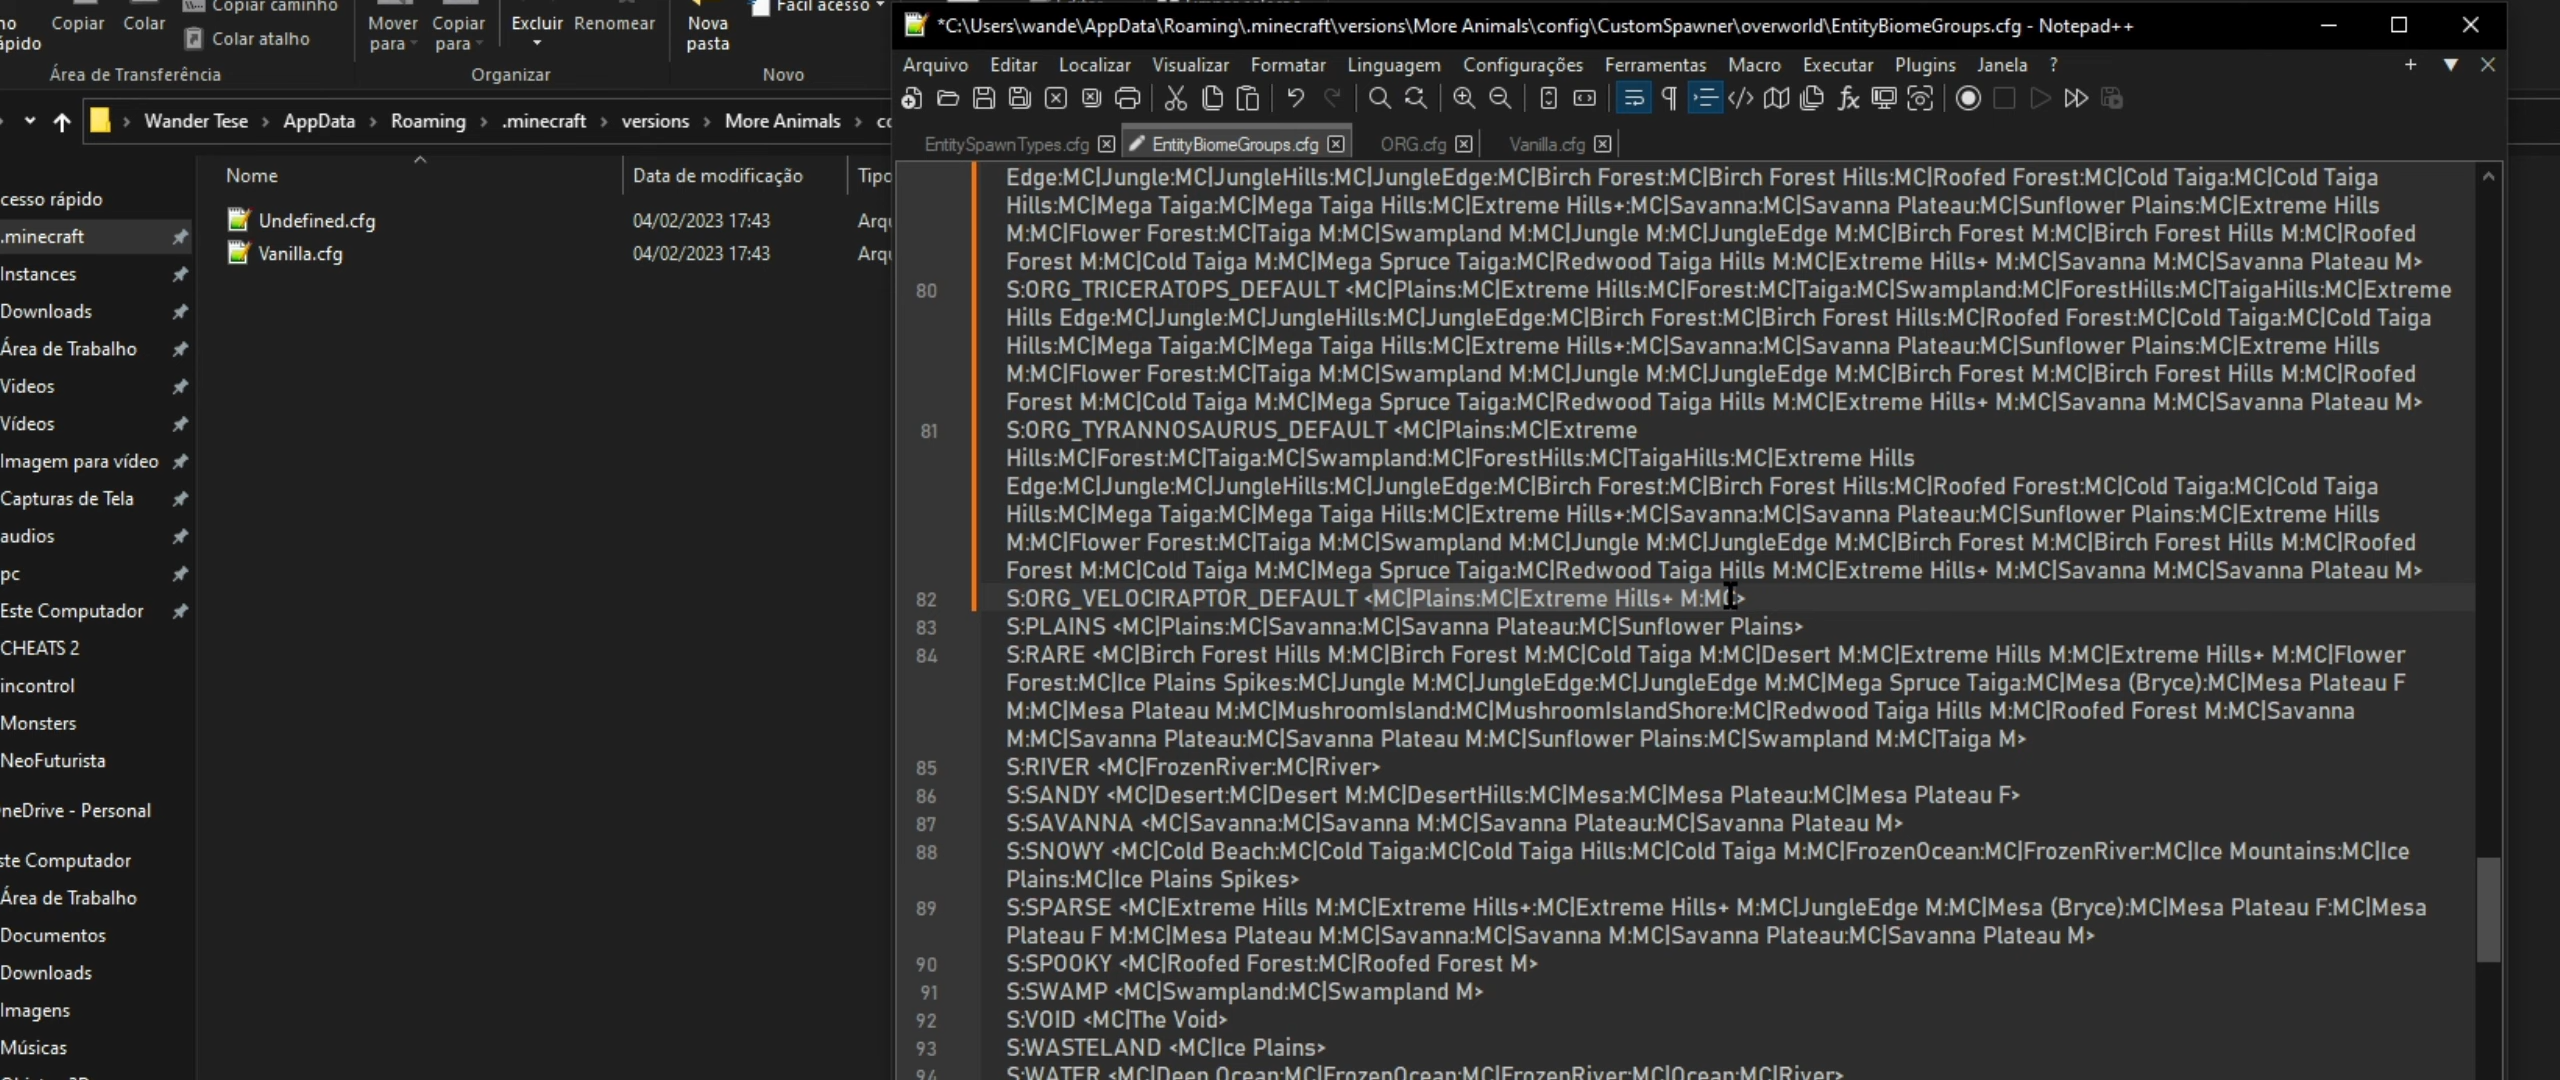 Copiar
Colar
Copiar caminho
Colar atalho
Mover
para
Copiar
para
Excluir
Renomear
Nova
pasta
Fácil acesso
Área de Transferência
Organizar
Novo
Wander Tese > AppData > Roaming > .minecraft > versions > More Animals >
Nome
Data de modificação
Undefined.cfg
04/02/2023 17:43
Vanilla.cfg
04/02/2023 17:43
.minecraft
Instances
Downloads
Área de Trabalho
Videos
Vídeos
Imagem para vídeo
Capturas de Tela
audios
pc
Este Computador
CHEATS 2
incontrol
Monsters
NeoFuturista
Área de Trabalho
Documentos
Downloads
Imagens
Músicas
*C:\Users\wande\AppData\Roaming\.minecraft\versions\More Animals\config\CustomSpawner\overworld\EntityBiomeGroups.cfg - Notepad++
Arquivo Editar Localizar Visualizar Formatar Linguagem Configurações Ferramentas Macro Executar Plugins Janela ?
EntitySpawnTypes.cfg
EntityBiomeGroups.cfg
ORG.cfg
Vanilla.cfg
Edge:MC|Jungle:MC|JungleHills:MC|JungleEdge:MC|Birch Forest:MC|Birch Forest Hills:MC|Roofed Forest:MC|Cold Taiga:MC|Cold Taiga
Hills:MC|Mega Taiga:MC|Mega Taiga Hills:MC|Extreme Hills+:MC|Savanna:MC|Savanna Plateau:MC|Sunflower Plains:MC|Extreme Hills
M:MC|Flower Forest:MC|Taiga M:MC|Swampland M:MC|Jungle M:MC|JungleEdge M:MC|Birch Forest M:MC|Birch Forest Hills M:MC|Roofed
Forest M:MC|Cold Taiga M:MC|Mega Spruce Taiga:MC|Redwood Taiga Hills M:MC|Extreme Hills+ M:MC|Savanna M:MC|Savanna Plateau M>
80 S:ORG_TRICERATOPS_DEFAULT <MC|Plains:MC|Extreme Hills:MC|Forest:MC|Taiga:MC|Swampland:MC|ForestHills:MC|TaigaHills:MC|Extreme
Hills Edge:MC|Jungle:MC|JungleHills:MC|JungleEdge:MC|Birch Forest:MC|Birch Forest Hills:MC|Roofed Forest:MC|Cold Taiga:MC|Cold Taiga
Hills:MC|Mega Taiga:MC|Mega Taiga Hills:MC|Extreme Hills+:MC|Savanna:MC|Savanna Plateau:MC|Sunflower Plains:MC|Extreme Hills
M:MC|Flower Forest:MC|Taiga M:MC|Swampland M:MC|Jungle M:MC|JungleEdge M:MC|Birch Forest M:MC|Birch Forest Hills M:MC|Roofed
Forest M:MC|Cold Taiga M:MC|Mega Spruce Taiga:MC|Redwood Taiga Hills M:MC|Extreme Hills+ M:MC|Savanna M:MC|Savanna Plateau M>
81 S:ORG_TYRANNOSAURUS_DEFAULT <MC|Plains:MC|Extreme
Hills:MC|Forest:MC|Taiga:MC|Swampland:MC|ForestHills:MC|TaigaHills:MC|Extreme Hills
Edge:MC|Jungle:MC|JungleHills:MC|JungleEdge:MC|Birch Forest:MC|Birch Forest Hills:MC|Roofed Forest:MC|Cold Taiga:MC|Cold Taiga
Hills:MC|Mega Taiga:MC|Mega Taiga Hills:MC|Extreme Hills+:MC|Savanna:MC|Savanna Plateau:MC|Sunflower Plains:MC|Extreme Hills
M:MC|Flower Forest:MC|Taiga M:MC|Swampland M:MC|Jungle M:MC|JungleEdge M:MC|Birch Forest M:MC|Birch Forest Hills M:MC|Roofed
Forest M:MC|Cold Taiga M:MC|Mega Spruce Taiga:MC|Redwood Taiga Hills M:MC|Extreme Hills+ M:MC|Savanna M:MC|Savanna Plateau M>
82 S:ORG_VELOCIRAPTOR_DEFAULT <MC|Plains:MC|Extreme Hills+ M:MC>
83 S:PLAINS <MC|Plains:MC|Savanna:MC|Savanna Plateau:MC|Sunflower Plains>
84 S:RARE <MC|Birch Forest Hills M:MC|Birch Forest M:MC|Cold Taiga M:MC|Desert M:MC|Extreme Hills M:MC|Extreme Hills+ M:MC|Flower
Forest:MC|Ice Plains Spikes:MC|Jungle M:MC|JungleEdge:MC|JungleEdge M:MC|Mega Spruce Taiga:MC|Mesa (Bryce):MC|Mesa Plateau F
M:MC|Mesa Plateau M:MC|MushroomIsland:MC|MushroomIslandShore:MC|Redwood Taiga Hills M:MC|Roofed Forest M:MC|Savanna
M:MC|Savanna Plateau:MC|Savanna Plateau M:MC|Sunflower Plains:MC|Swampland M:MC|Taiga M>
85 S:RIVER <MC|FrozenRiver:MC|River>
86 S:SANDY <MC|Desert:MC|Desert M:MC|DesertHills:MC|Mesa:MC|Mesa Plateau:MC|Mesa Plateau F>
87 S:SAVANNA <MC|Savanna:MC|Savanna M:MC|Savanna Plateau:MC|Savanna Plateau M>
88 S:SNOWY <MC|Cold Beach:MC|Cold Taiga:MC|Cold Taiga Hills:MC|Cold Taiga M:MC|FrozenOcean:MC|FrozenRiver:MC|Ice Mountains:MC|Ice
Plains:MC|Ice Plains Spikes>
89 S:SPARSE <MC|Extreme Hills M:MC|Extreme Hills+:MC|Extreme Hills+ M:MC|JungleEdge M:MC|Mesa (Bryce):MC|Mesa Plateau F:MC|Mesa
Plateau F M:MC|Mesa Plateau M:MC|Savanna:MC|Savanna M:MC|Savanna Plateau:MC|Savanna Plateau M>
90 S:SPOOKY <MC|Roofed Forest:MC|Roofed Forest M>
91 S:SWAMP <MC|Swampland:MC|Swampland M>
92 S:VOID <MC|The Void>
93 S:WASTELAND <MC|Ice Plains>
94 S:WATER <MC|Deep Ocean:MC|FrozenOcean:MC|FrozenRiver:MC|Ocean:MC|River>